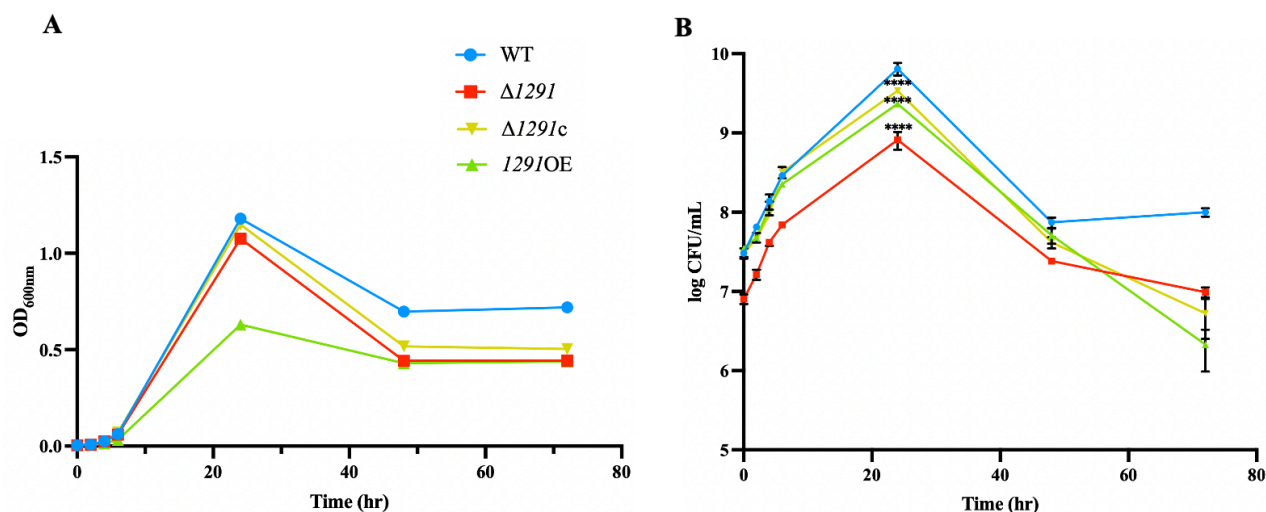 A
WT
Δ1291
Δ1291c
1291OE
1.5
1.0
0.5
0.0
OD600nm
0
20
40
60
80
Time (hr)
B
10
9
8
7
6
5
log CFU/mL
****
****
****
0
20
40
60
80
Time (hr)